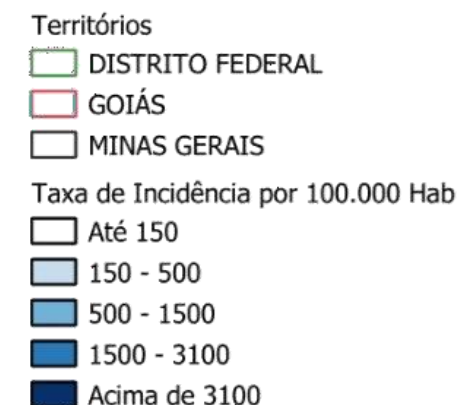 Territórios
DISTRITO FEDERAL
GOIÁS
MINAS GERAIS
Taxa de Incidência por 100.000 Hab
Até 150
150 - 500
500 - 1500
1500 - 3100
Acima de 3100